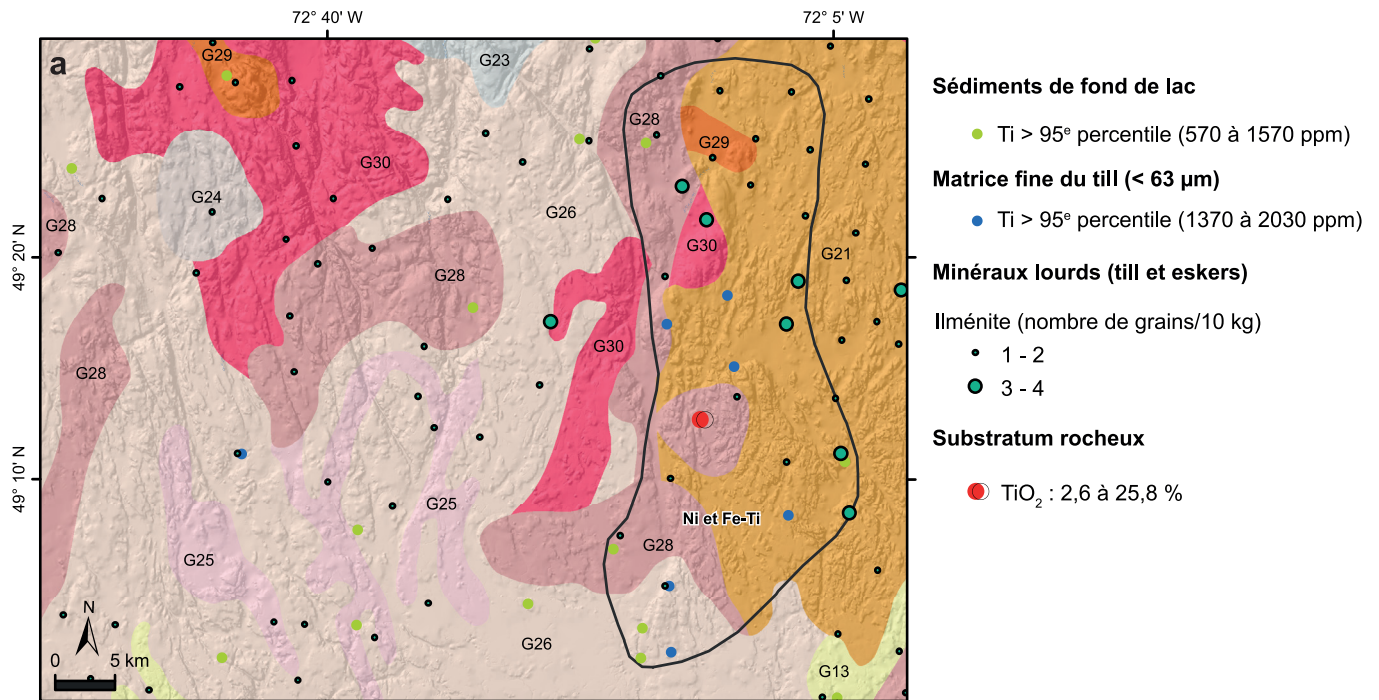 72° 40' W
72° 5' W
a
G29
G23
G28
G29
G30
G24
G26
G28
G30
G21
49° 20' N
G28
G30
G28
49° 10' N
G25
Ni et Fe-Ti
G28
G25
N
0 5 km
G26
G13
Sédiments de fond de lac
Ti > 95e percentile (570 à 1570 ppm)
Matrice fine du till (< 63 µm)
Ti > 95e percentile (1370 à 2030 ppm)
Minéraux lourds (till et eskers)
Ilménite (nombre de grains/10 kg)
1 - 2
3 - 4
Substratum rocheux
TiO2 : 2,6 à 25,8 %